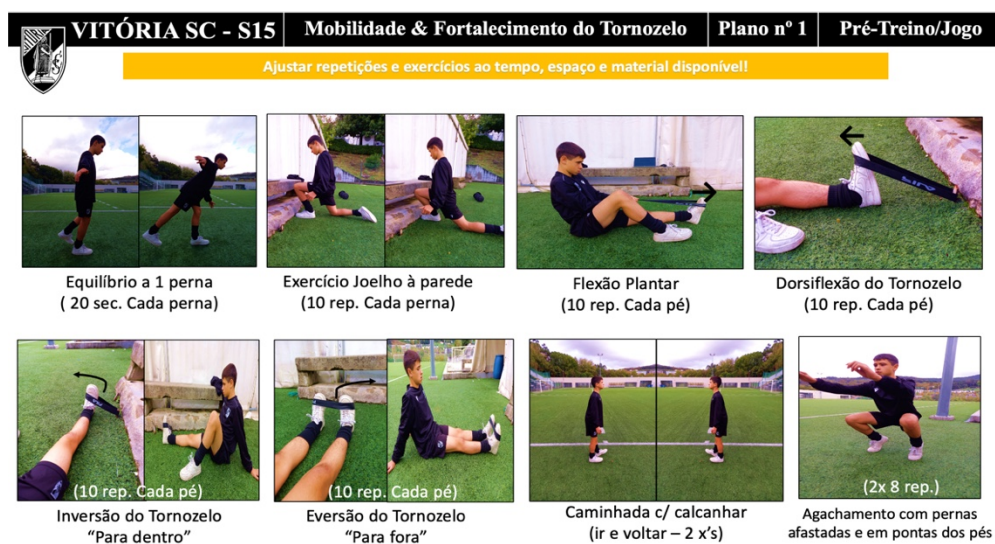 VITÓRIA SC - S15
Mobilidade & Fortalecimento do Tornozelo
Plano nº 1
Pré-Treino/Jogo
Ajustar repetições e exercícios ao tempo, espaço e material disponível!
Equilíbrio a 1 perna
( 20 sec. Cada perna)
Exercício Joelho à parede
(10 rep. Cada perna)
Flexão Plantar
(10 rep. Cada pé)
Dorsiflexão do Tornozelo
(10 rep. Cada pé)
(10 rep. Cada pé)
Inversão do Tornozelo
“Para dentro”
(10 rep. Cada pé)
Eversão do Tornozelo
“Para fora”
Caminhada c/ calcanhar
(ir e voltar – 2 x’s)
(2x 8 rep.)
Agachamento com pernas
afastadas e em pontas dos pés